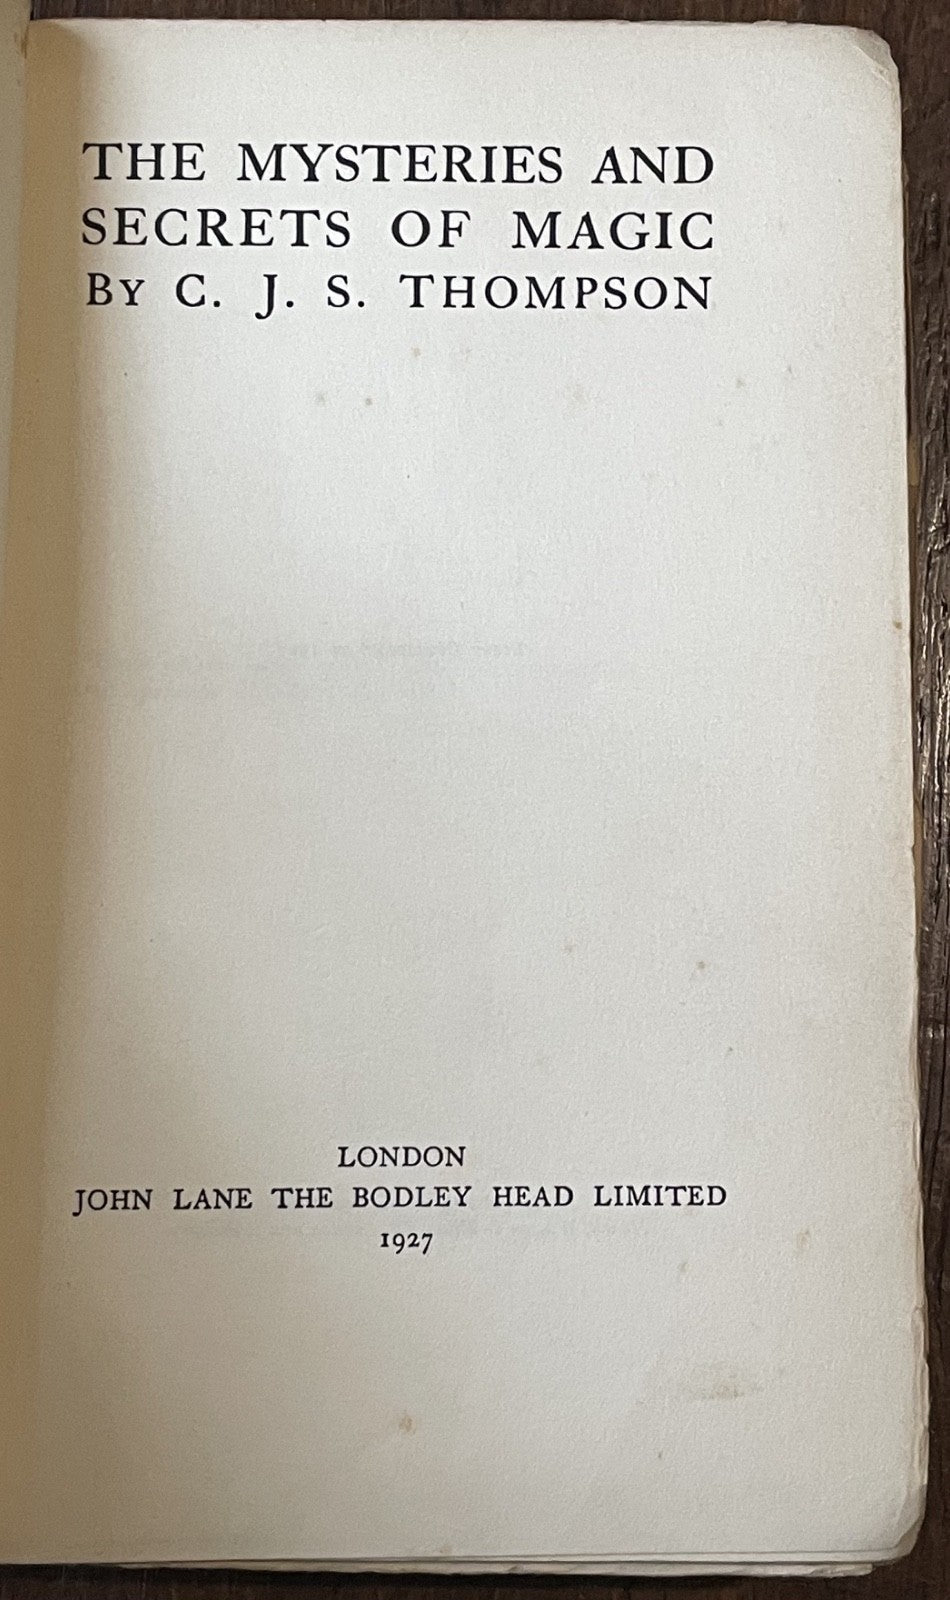 THE MYSTERIES AND
SECRETS OF MAGIC
BY C. J. S. THOMPSON
LONDON
JOHN LANE THE BODLEY HEAD LIMITED
1927